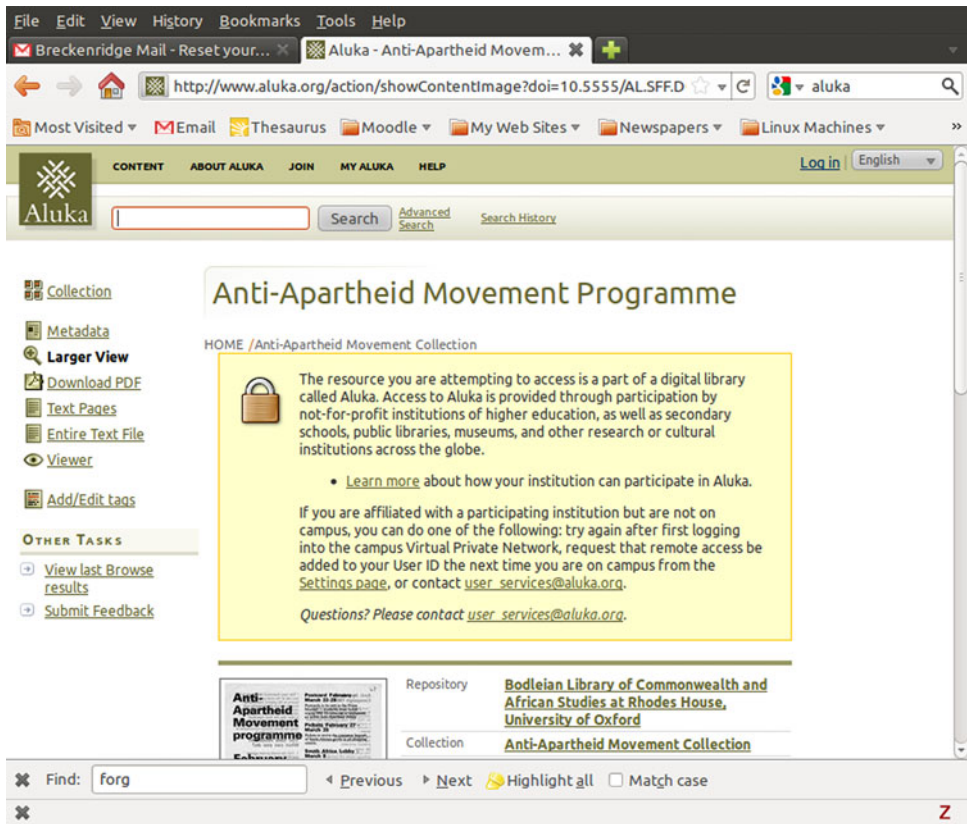 File Edit View History Bookmarks Tools Help
Breckenridge Mail - Reset your... Aluka - Anti-Apartheid Movem...
http://www.aluka.org/action/showContentImage?doi=10.5555/AL.SFF.D aluka
Most Visited Email Thesaurus Moodle My Web Sites Newspapers Linux Machines »
CONTENT ABOUT ALUKA JOIN MY ALUKA HELP Log in | English
Aluka Search Advanced Search Search History
Collection
Metadata
Larger View
Download PDF
Text Pages
Entire Text File
Viewer
Add/Edit tags
OTHER TASKS
View last Browse
results
Submit Feedback
Anti-Apartheid Movement Programme
HOME /Anti-Apartheid Movement Collection
The resource you are attempting to access is a part of a digital library
called Aluka. Access to Aluka is provided through participation by
not-for-profit institutions of higher education, as well as secondary
schools, public libraries, museums, and other research or cultural
institutions across the globe.
• Learn more about how your institution can participate in Aluka.
If you are affiliated with a participating institution but are not on
campus, you can do one of the following: try again after first logging
into the campus Virtual Private Network, request that remote access be
added to your User ID the next time you are on campus from the
Settings page, or contact user_services@aluka.org.
Questions? Please contact user_services@aluka.org.
Anti-
Apartheid
Movement
programme
Repository Bodleian Library of Commonwealth and
African Studies at Rhodes House,
University of Oxford
Collection Anti-Apartheid Movement Collection
Find: forg Previous Next Highlight all Match case
Z